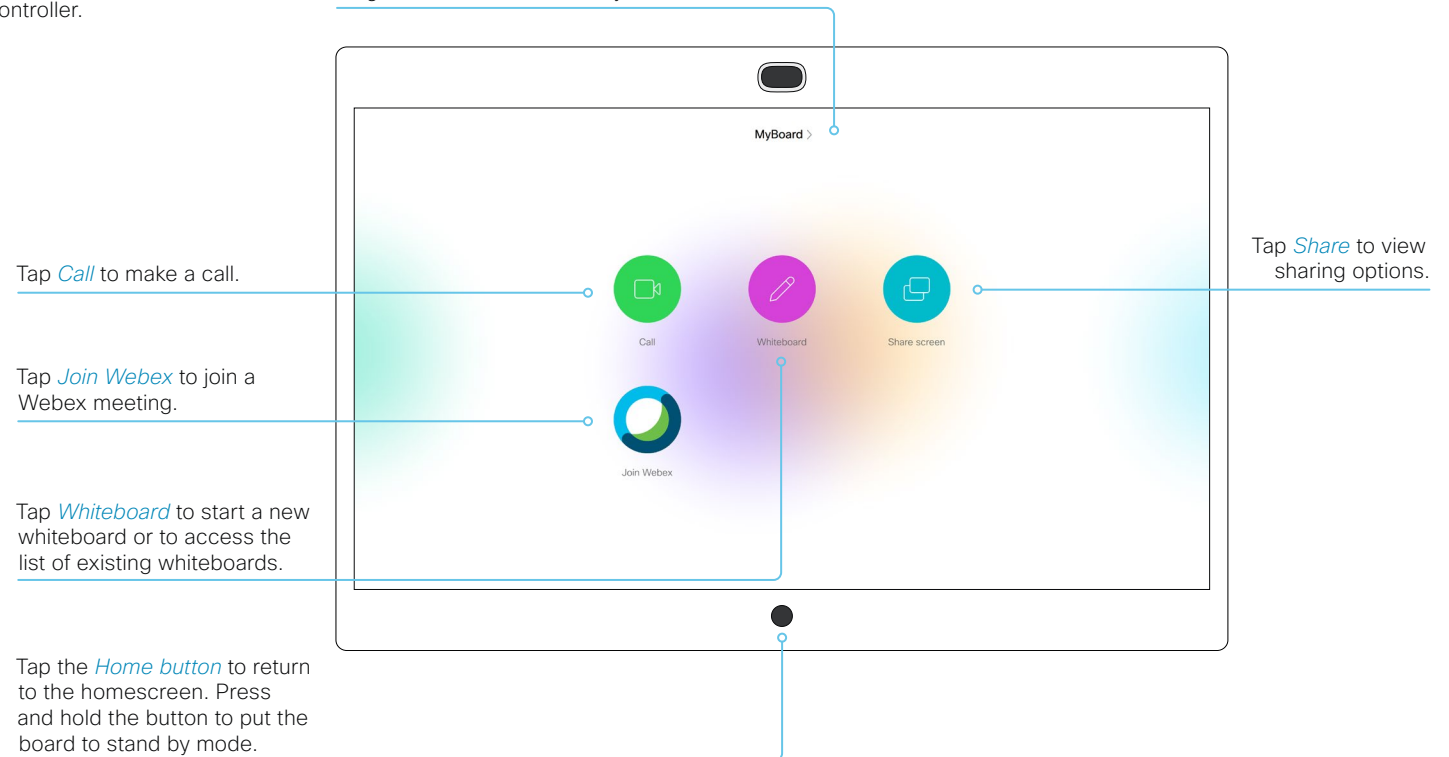 controller.
MyBoard >
Tap Call to make a call.
Call
Whiteboard
Share screen
Tap Share to view
sharing options.
Tap Join Webex to join a
Webex meeting.
Join Webex
Tap Whiteboard to start a new
whiteboard or to access the
list of existing whiteboards.
Tap the Home button to return
to the homescreen. Press
and hold the button to put the
board to stand by mode.